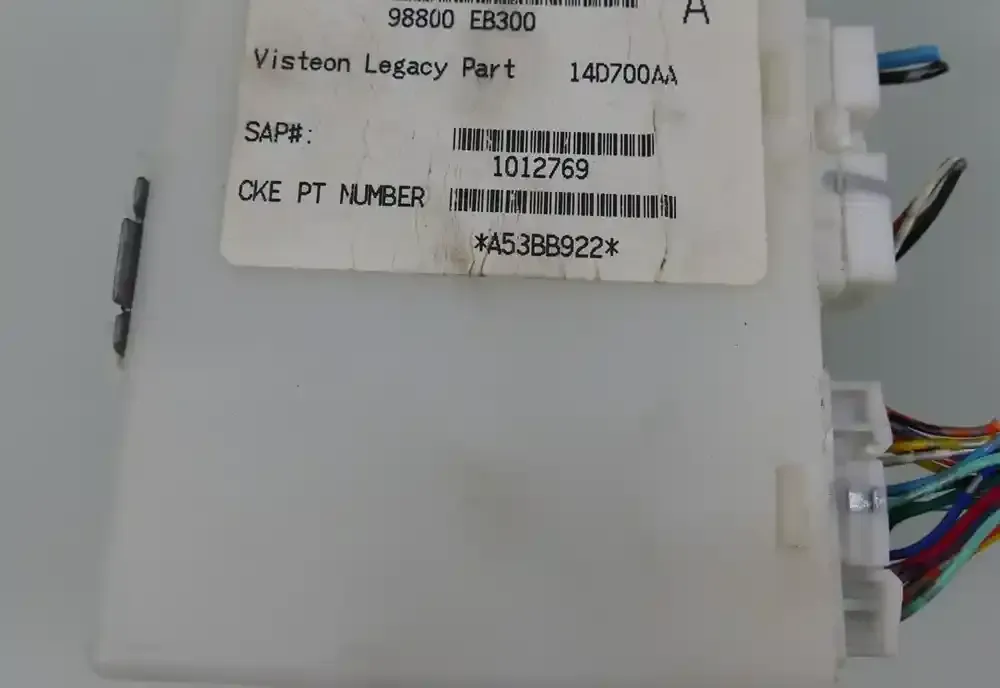 98800 EB300 A
Visteon Legacy Part 14D700AA
SAP#:
1012769
CKE PT NUMBER
*A53BB922*